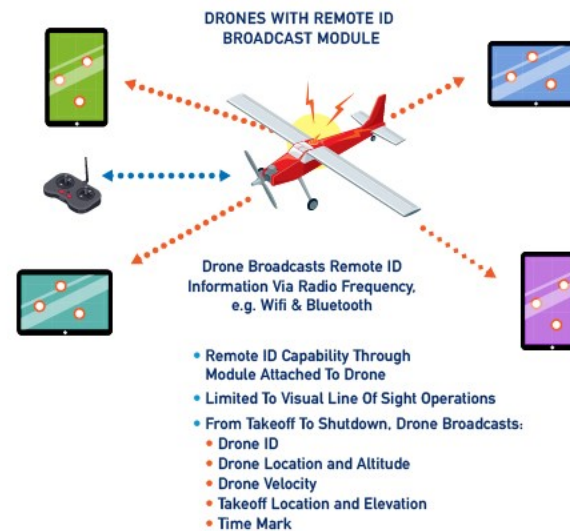 DRONES WITH REMOTE ID
BROADCAST MODULE
Drone Broadcasts Remote ID
Information Via Radio Frequency,
e.g. Wifi & Bluetooth
• Remote ID Capability Through
Module Attached To Drone
• Limited To Visual Line Of Sight Operations
• From Takeoff To Shutdown, Drone Broadcasts:
• Drone ID
• Drone Location and Altitude
• Drone Velocity
• Takeoff Location and Elevation
• Time Mark